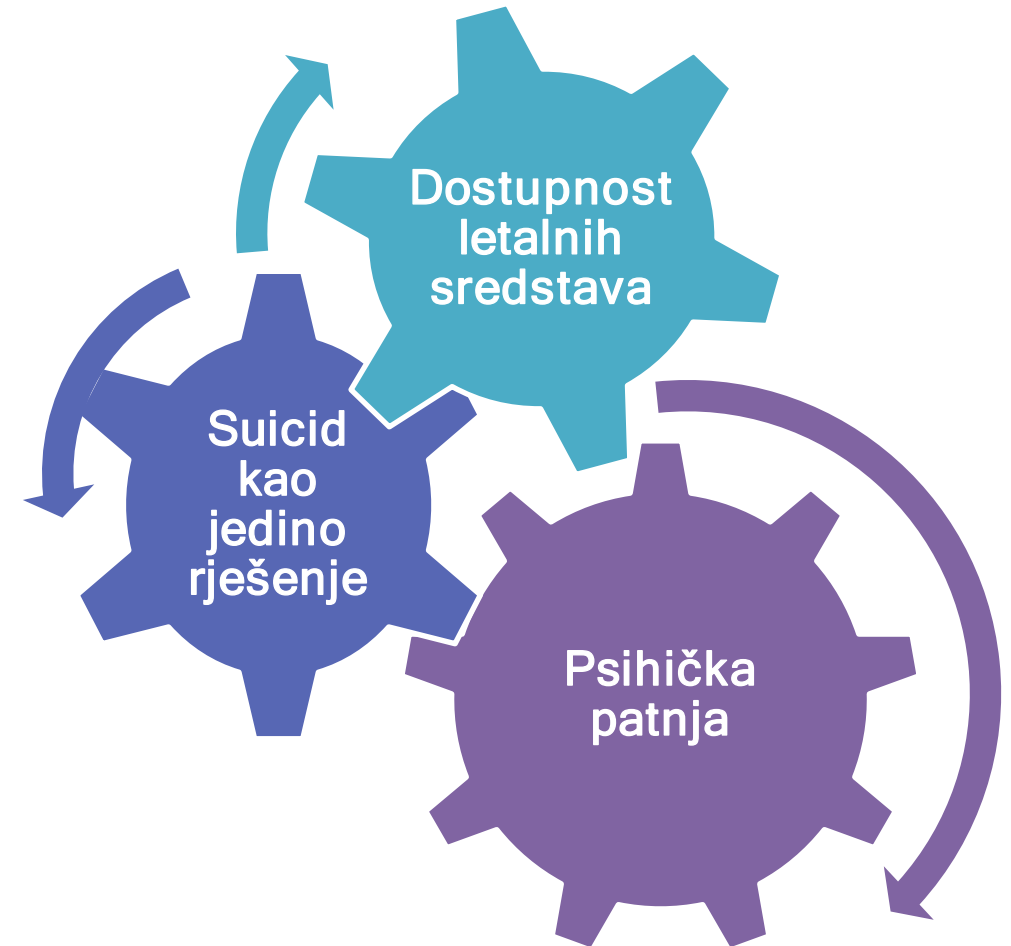 Dostupnost
letalnih
sredstava
Suicid
kao
jedino
rješenje
Psihička
patnja